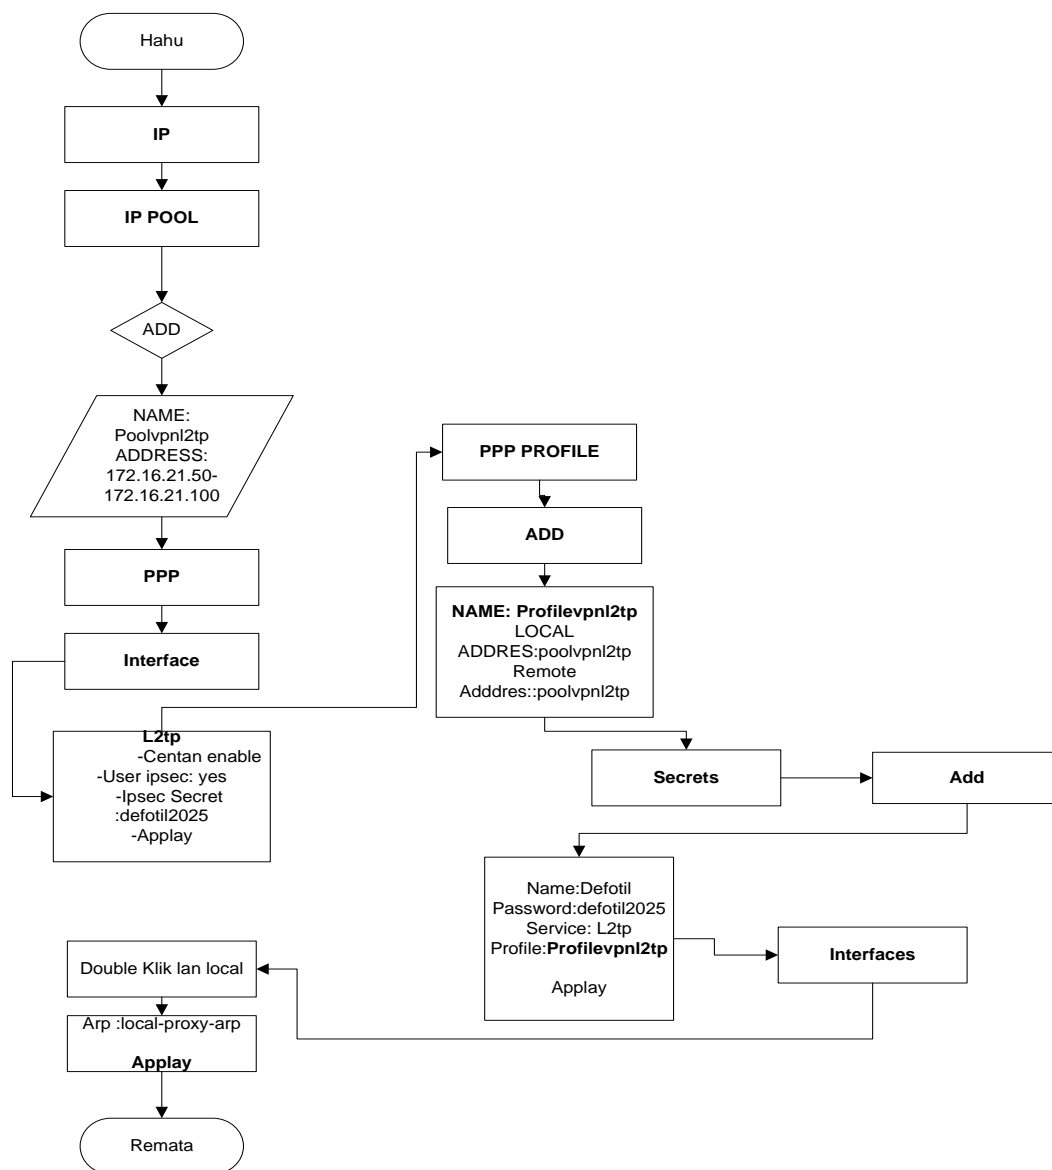 Hahu
IP
IP POOL
ADD
NAME:
Poolvpnl2tp
ADDRESS:
172.16.21.50-
172.16.21.100
PPP
Interface
L2tp
-Centan enable
-User ipsec: yes
-Ipsec Secret
:defotil2025
-Applay
PPP PROFILE
ADD
NAME: Profilevpnl2tp
LOCAL
ADDRES:poolvpnl2tp
Remote
Adddres::poolvpnl2tp
Secrets
Add
Name:Defotil
Password:defotil2025
Service: L2tp
Profile:Profilevpnl2tp
Applay
Interfaces
Double Klik lan local
Arp :local-proxy-arp
Applay
Remata